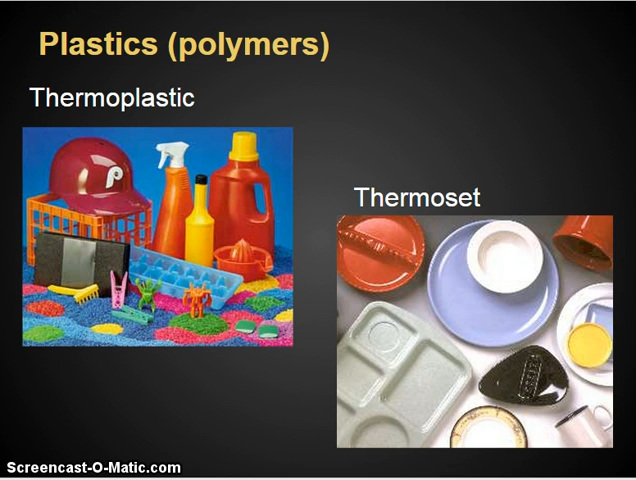 Plastics (polymers)
Thermoplastic
P
Thermoset
Screencast-O-Matic.com